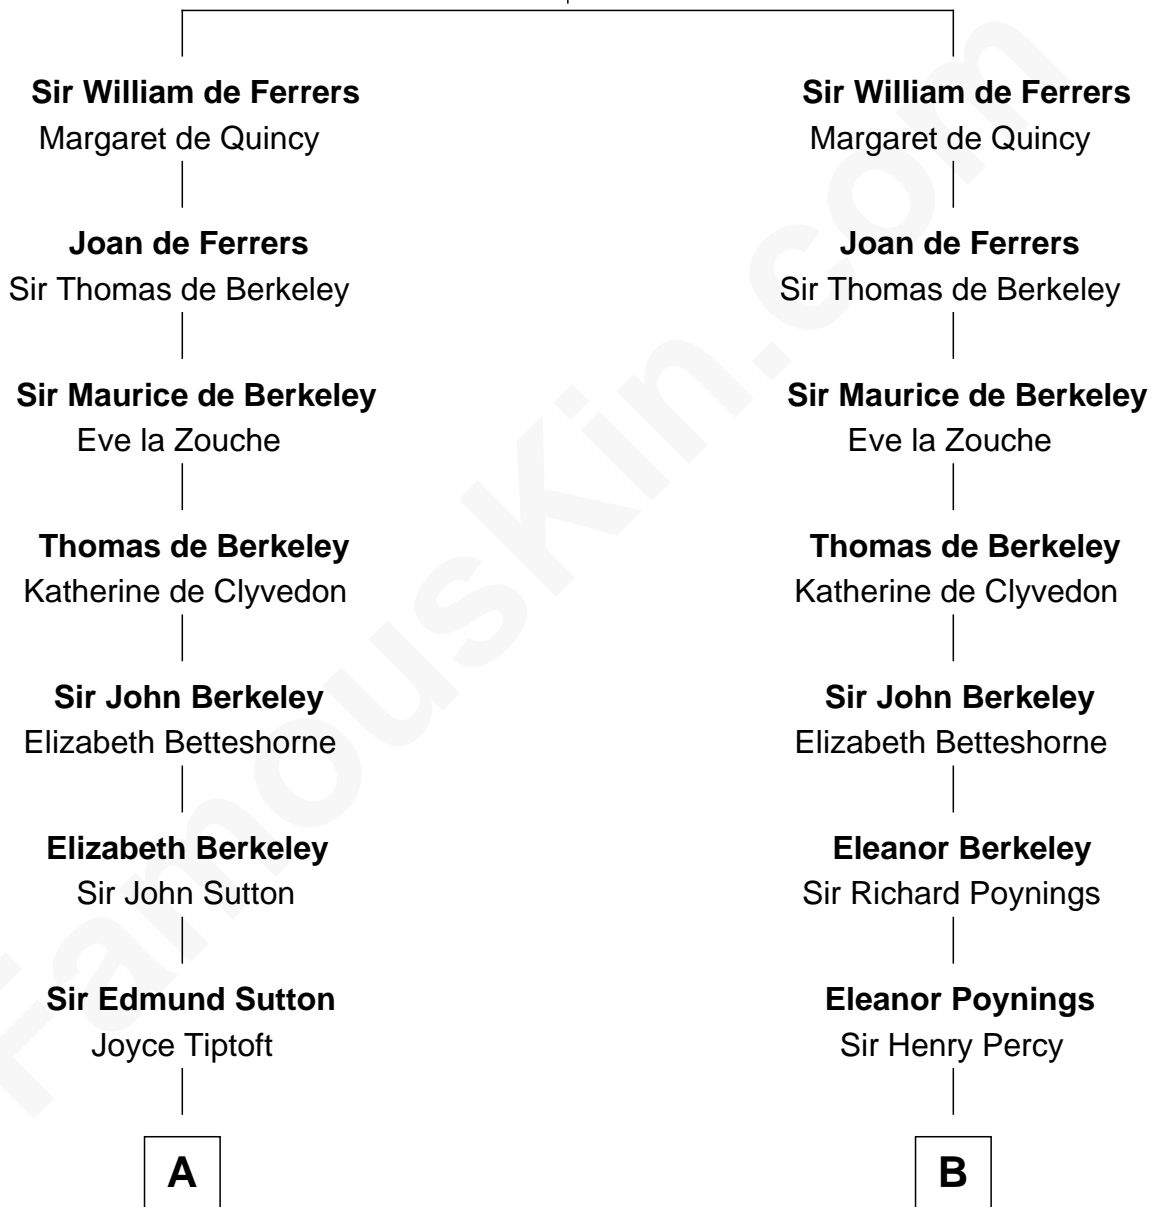 Sir William de Ferrers
Margaret de Quincy
Joan de Ferrers
Sir Thomas de Berkeley
Sir Maurice de Berkeley
Eve la Zouche
Thomas de Berkeley
Katherine de Clyvedon
Sir John Berkeley
Elizabeth Betteshorne
Elizabeth Berkeley
Sir John Sutton
Sir Edmund Sutton
Joyce Tiptoft
A
Sir William de Ferrers
Margaret de Quincy
Joan de Ferrers
Sir Thomas de Berkeley
Sir Maurice de Berkeley
Eve la Zouche
Thomas de Berkeley
Katherine de Clyvedon
Sir John Berkeley
Elizabeth Betteshorne
Eleanor Berkeley
Sir Richard Poynings
Eleanor Poynings
Sir Henry Percy
B
FamousKin.com